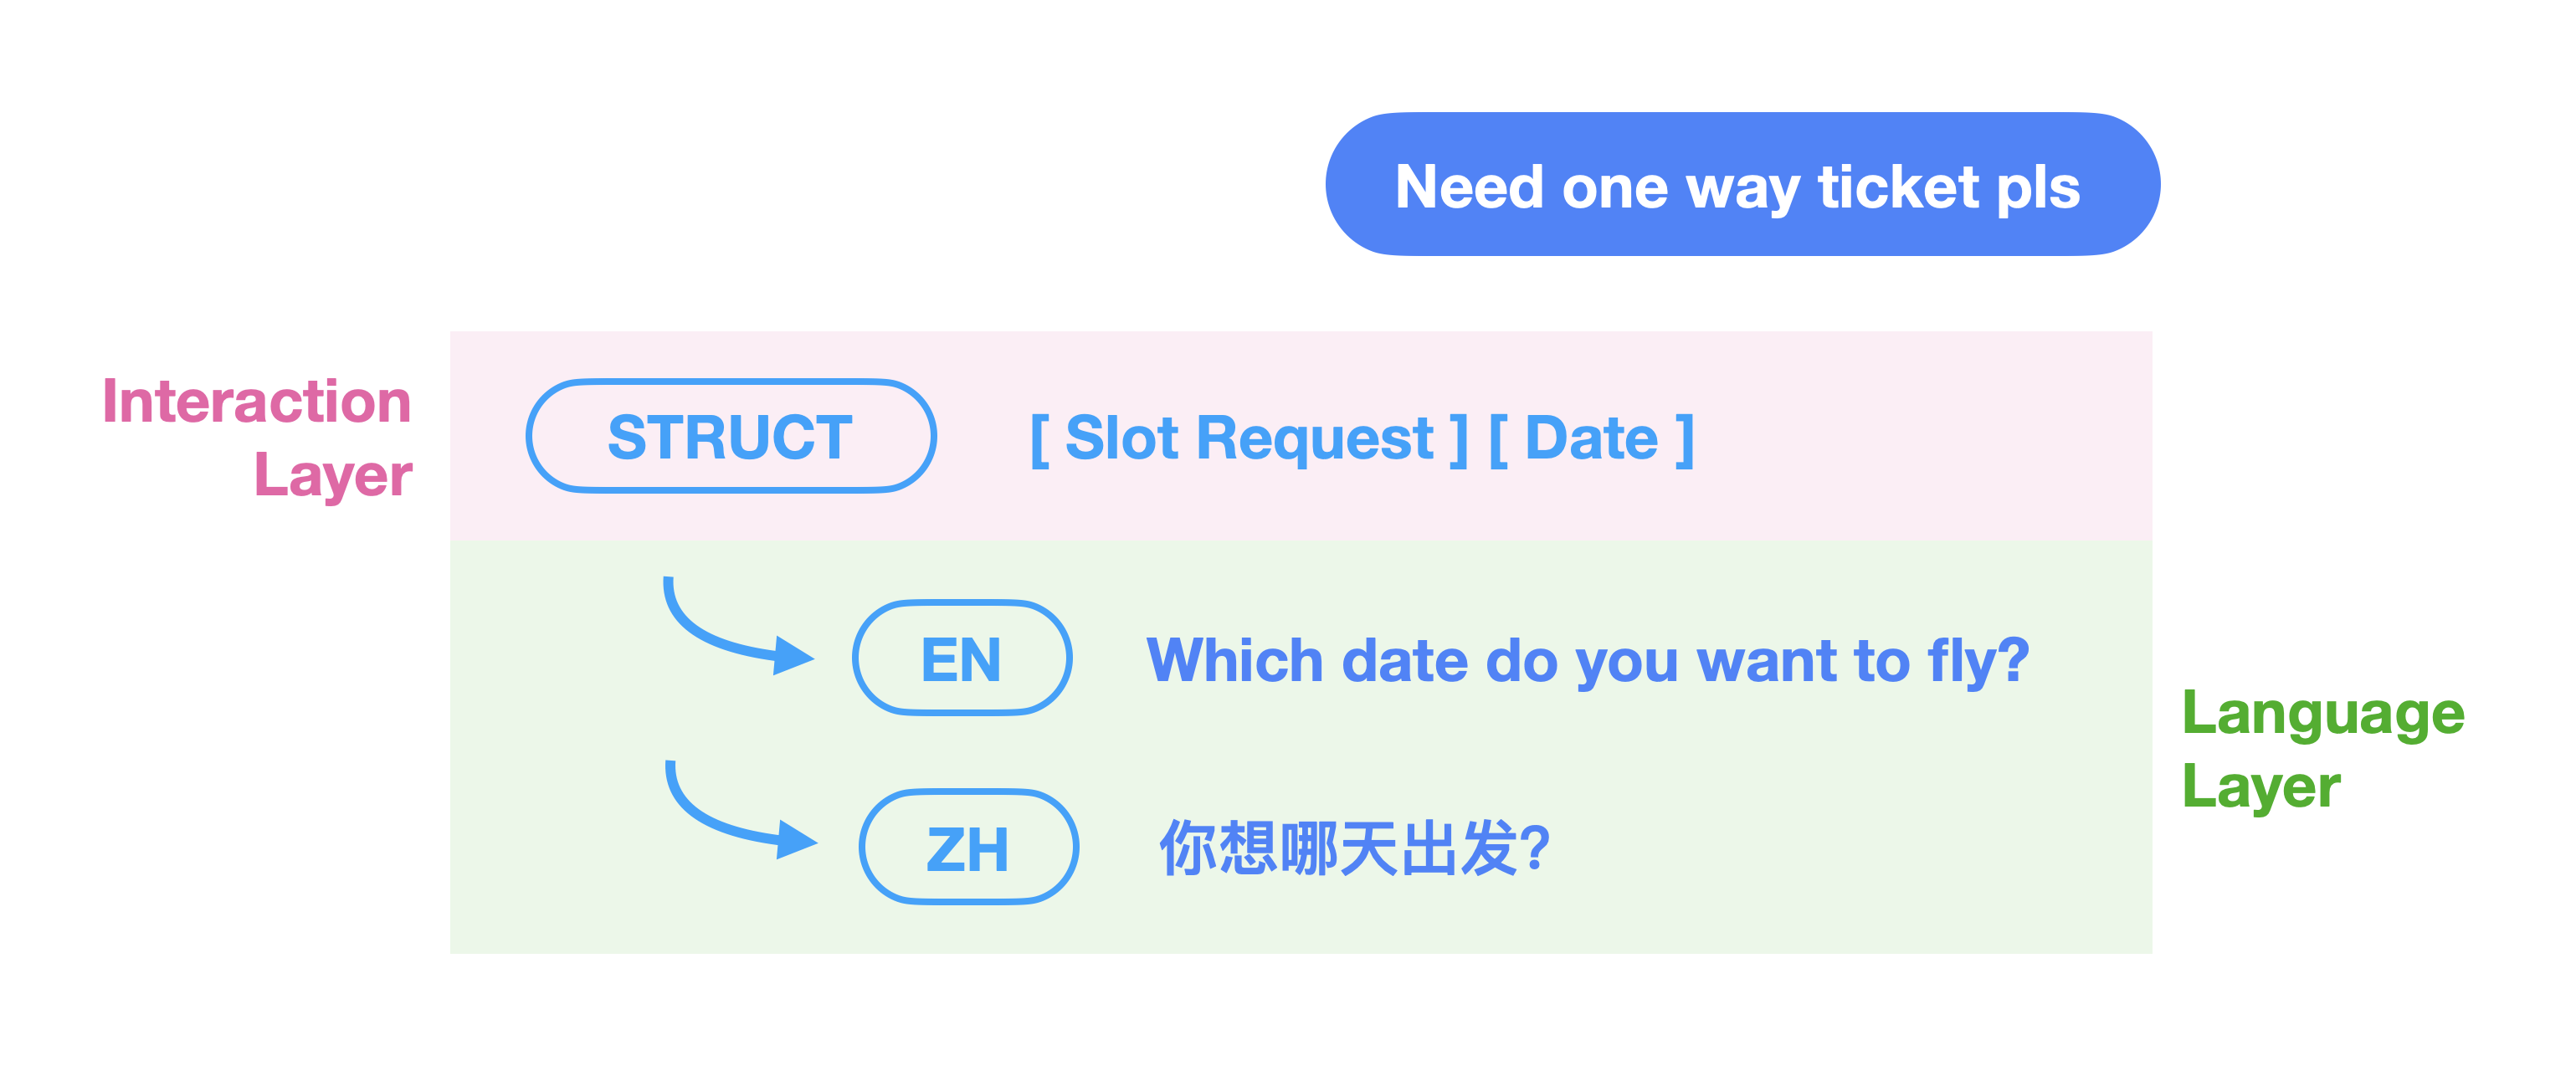 Need one way ticket pls
Interaction
Layer
STRUCT [ Slot Request ] [ Date ]
EN Which date do you want to fly?
ZH 你想哪天出发?
Language
Layer